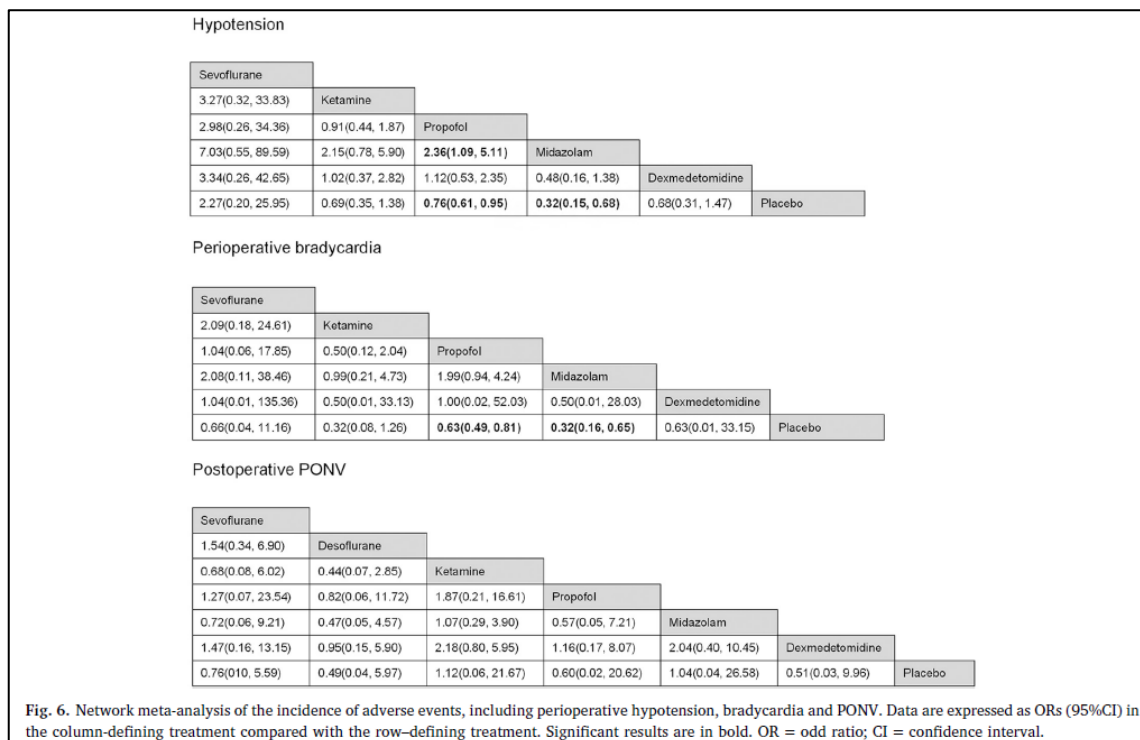 Hypotension
Sevoflurane
3.27(0.32, 33.83) Ketamine
2.98(0.26, 34.36) 0.91(0.44, 1.87) Propofol
7.03(0.55, 89.59) 2.15(0.78, 5.90) 2.36(1.09, 5.11) Midazolam
3.34(0.26, 42.65) 1.02(0.37, 2.82) 1.12(0.53, 2.35) 0.48(0.16, 1.38) Dexmedetomidine
2.27(0.20, 25.95) 0.69(0.35, 1.38) 0.76(0.61, 0.95) 0.32(0.15, 0.68) 0.68(0.31, 1.47) Placebo
Perioperative bradycardia
Sevoflurane
2.09(0.18, 24.61) Ketamine
1.04(0.06, 17.85) 0.50(0.12, 2.04) Propofol
2.08(0.11, 38.46) 0.99(0.21, 4.73) 1.99(0.94, 4.24) Midazolam
1.04(0.01, 135.36) 0.50(0.01, 33.13) 1.00(0.02, 52.03) 0.50(0.01, 28.03) Dexmedetomidine
0.66(0.04, 11.16) 0.32(0.08, 1.26) 0.63(0.49, 0.81) 0.32(0.16, 0.65) 0.63(0.01, 33.15) Placebo
Postoperative PONV
Sevoflurane
1.54(0.34, 6.90) Desoflurane
0.68(0.08, 6.02) 0.44(0.07, 2.85) Ketamine
1.27(0.07, 23.54) 0.82(0.06, 11.72) 1.87(0.21, 16.61) Propofol
0.72(0.06, 9.21) 0.47(0.05, 4.57) 1.07(0.29, 3.90) 0.57(0.05, 7.21) Midazolam
1.47(0.16, 13.15) 0.95(0.15, 5.90) 2.18(0.80, 5.95) 1.16(0.17, 8.07) 2.04(0.40, 10.45) Dexmedetomidine
0.76(010, 5.59) 0.49(0.04, 5.97) 1.12(0.06, 21.67) 0.60(0.02, 20.62) 1.04(0.04, 26.58) 0.51(0.03, 9.96) Placebo
Fig. 6. Network meta-analysis of the incidence of adverse events, including perioperative hypotension, bradycardia and PONV. Data are expressed as ORs (95%CI) in
the column-defining treatment compared with the row–defining treatment. Significant results are in bold. OR = odd ratio; CI = confidence interval.